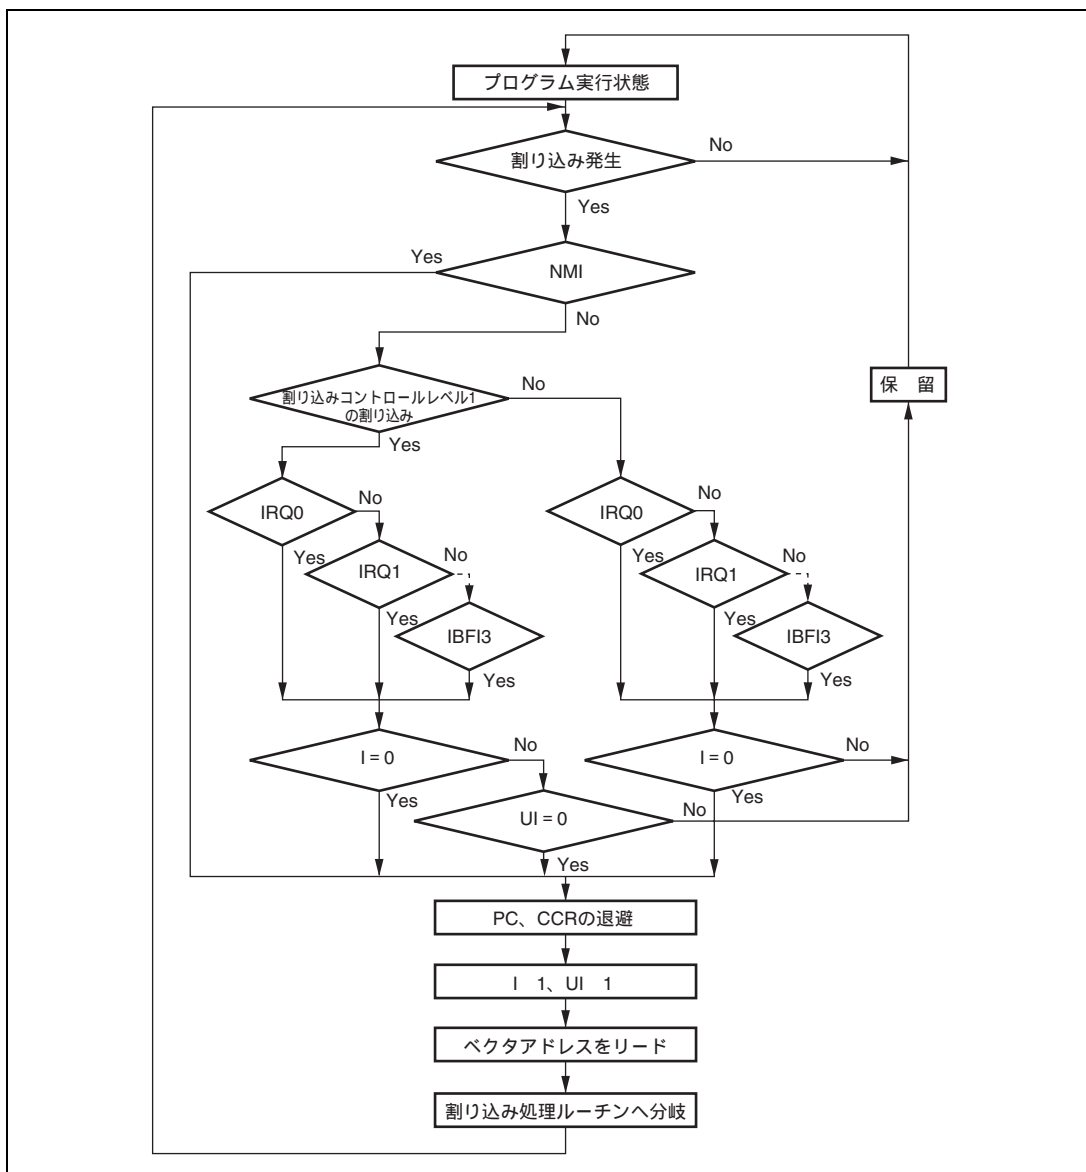 プログラム実行状態
割り込み発生
No
Yes
Yes
NMI
No
割り込みコントロールレベル1
の割り込み
No
Yes
保　留
IRQ0
No
Yes
IRQ1
No
Yes
IBFI3
Yes
IRQ0
No
Yes
IRQ1
No
Yes
IBFI3
Yes
I = 0
No
Yes
UI = 0
No
Yes
I = 0
No
Yes
PC、CCRの退避
I　1、UI　1
ベクタアドレスをリード
割り込み処理ルーチンへ分岐